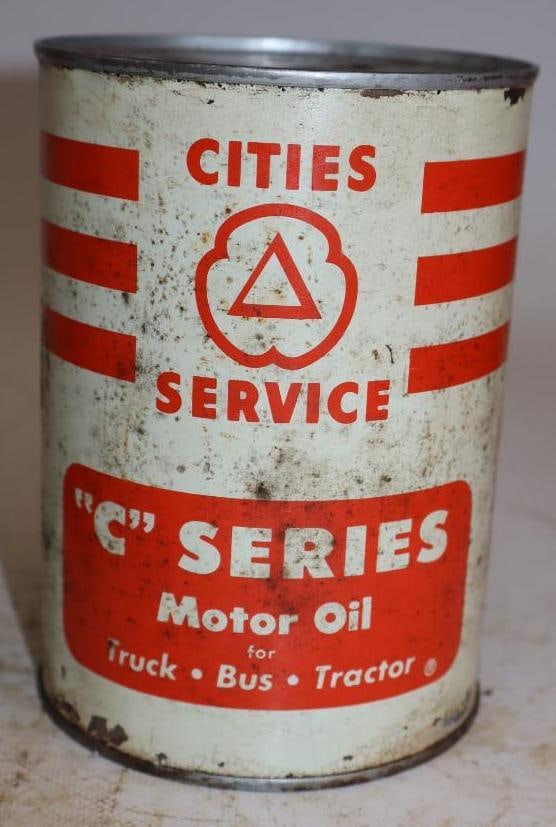 CITIES
SERVICE
"C" SERIES
Motor Oil
for
Truck • Bus • Tractor ®